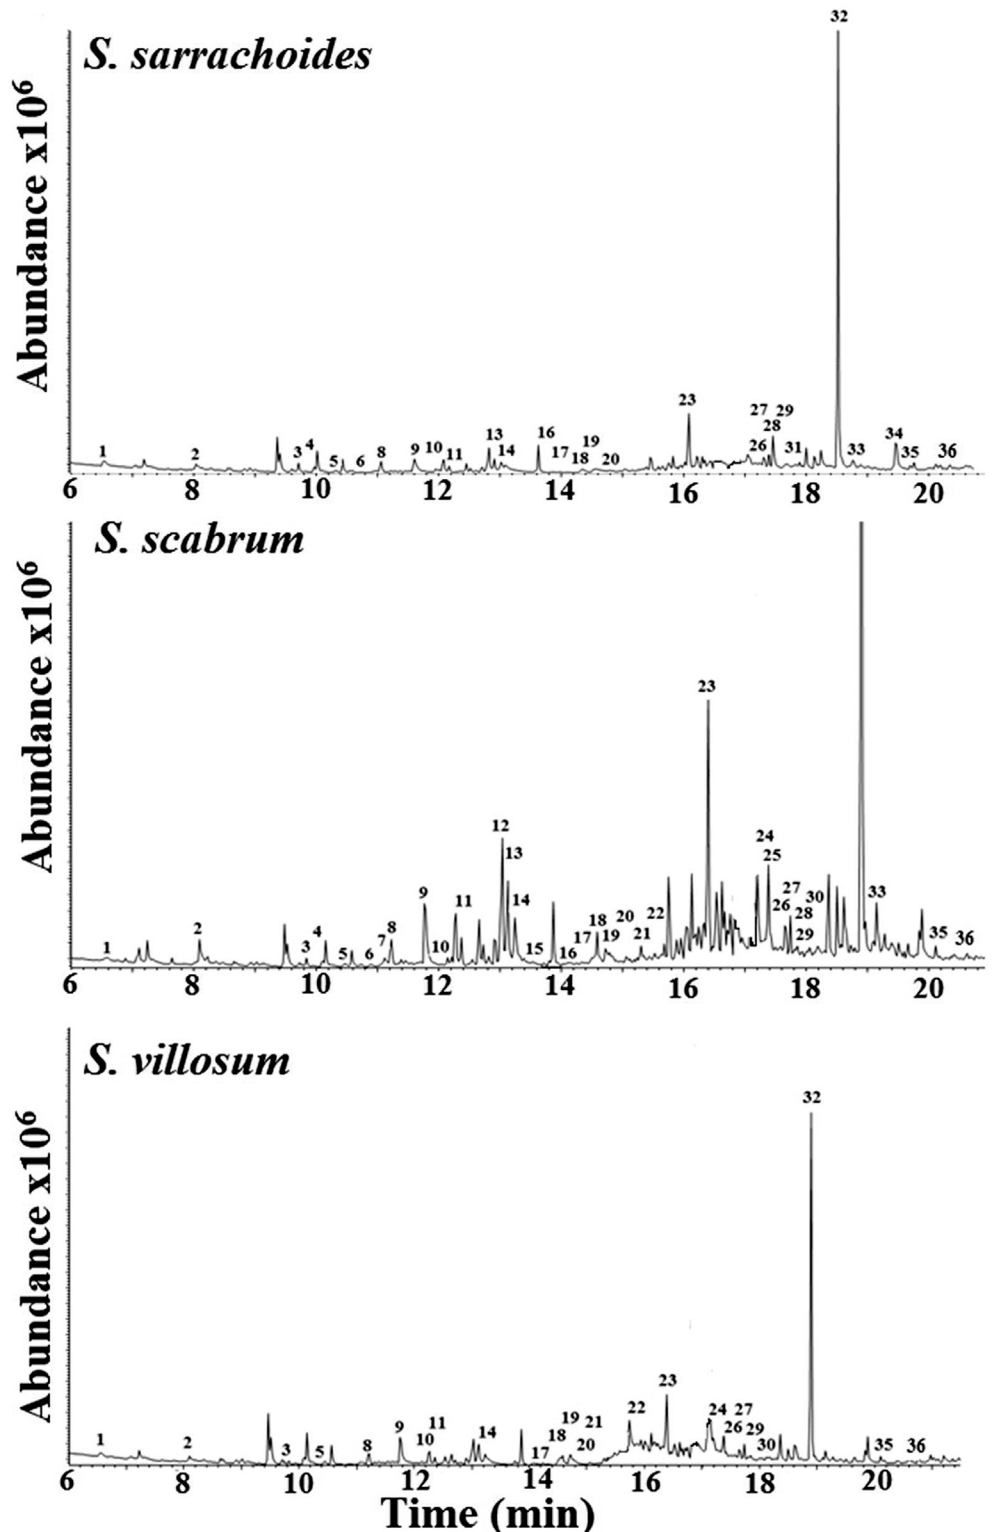 32
S. sarrachoides
Abundance x10⁶
23
27 29
28
26 31 33 34 35 36
1 2 3 4 5 6 8 9 10 11 13 14 16 17 18 19 20
6 8 10 12 14 16 18 20
S. scabrum
Abundance x10⁶
23
12
13
24
25
1 2 3 4 5 6 7 8 9 10 11 14 15 16 17 18 19 20 21 22 26 27 28 29 30 33 35 36
6 8 10 12 14 16 18 20
S. villosum
Abundance x10⁶
32
23
1 2 3 5 8 9 10 11 14 17 18 19 20 21 22 24 26 27 29 30 35 36
6 8 10 12 14 16 18 20
Time (min)